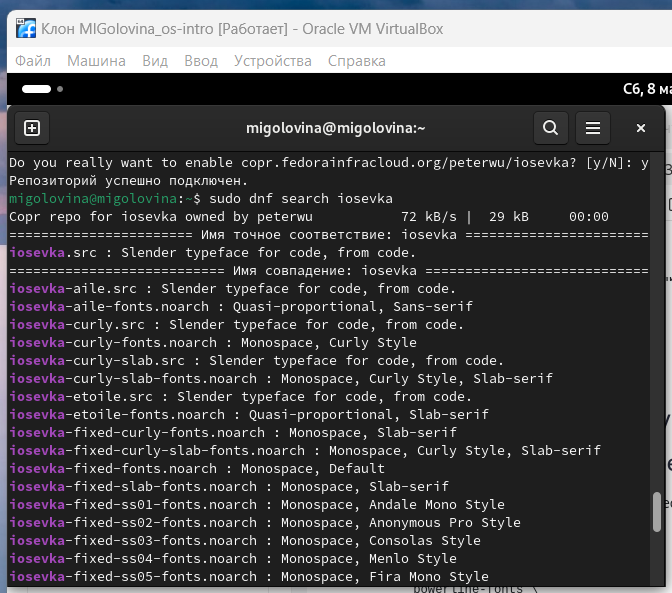 Клон MIGolovina_os-intro [Работает] - Oracle VM VirtualBox
Файл Машина Вид Ввод Устройства Справка
Сб, 8 ма
migolovina@migolovina:~
Do you really want to enable copr.fedorainfracloud.org/peterwu/iosevka? [y/N]: y
Репозиторий успешно подключен.
migolovina@migolovina:~$ sudo dnf search iosevka
Copr repo for iosevka owned by peterwu 72 kB/s | 29 kB 00:00
======================= Имя точное соответствие: iosevka =======================
iosevka.src : Slender typeface for code, from code.
=========================== Имя совпадение: iosevka ============================
iosevka-aile.src : Slender typeface for code, from code.
iosevka-aile-fonts.noarch : Quasi-proportional, Sans-serif
iosevka-curly.src : Slender typeface for code, from code.
iosevka-curly-fonts.noarch : Monospace, Curly Style
iosevka-curly-slab.src : Slender typeface for code, from code.
iosevka-curly-slab-fonts.noarch : Monospace, Curly Style, Slab-serif
iosevka-etoile.src : Slender typeface for code, from code.
iosevka-etoile-fonts.noarch : Quasi-proportional, Slab-serif
iosevka-fixed-curly-fonts.noarch : Monospace, Slab-serif
iosevka-fixed-curly-slab-fonts.noarch : Monospace, Curly Style, Slab-serif
iosevka-fixed-fonts.noarch : Monospace, Default
iosevka-fixed-slab-fonts.noarch : Monospace, Slab-serif
iosevka-fixed-ss01-fonts.noarch : Monospace, Andale Mono Style
iosevka-fixed-ss02-fonts.noarch : Monospace, Anonymous Pro Style
iosevka-fixed-ss03-fonts.noarch : Monospace, Consolas Style
iosevka-fixed-ss04-fonts.noarch : Monospace, Menlo Style
iosevka-fixed-ss05-fonts.noarch : Monospace, Fira Mono Style
powerline-fonts \